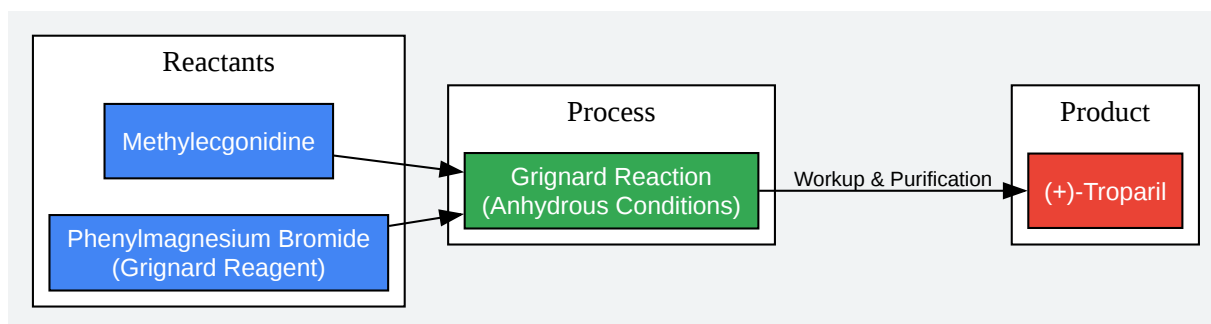 Reactants
Methylecgonidine
Phenylmagnesium Bromide
(Grignard Reagent)
Process
Grignard Reaction
(Anhydrous Conditions)
Workup & Purification
Product
(+)-Troparil